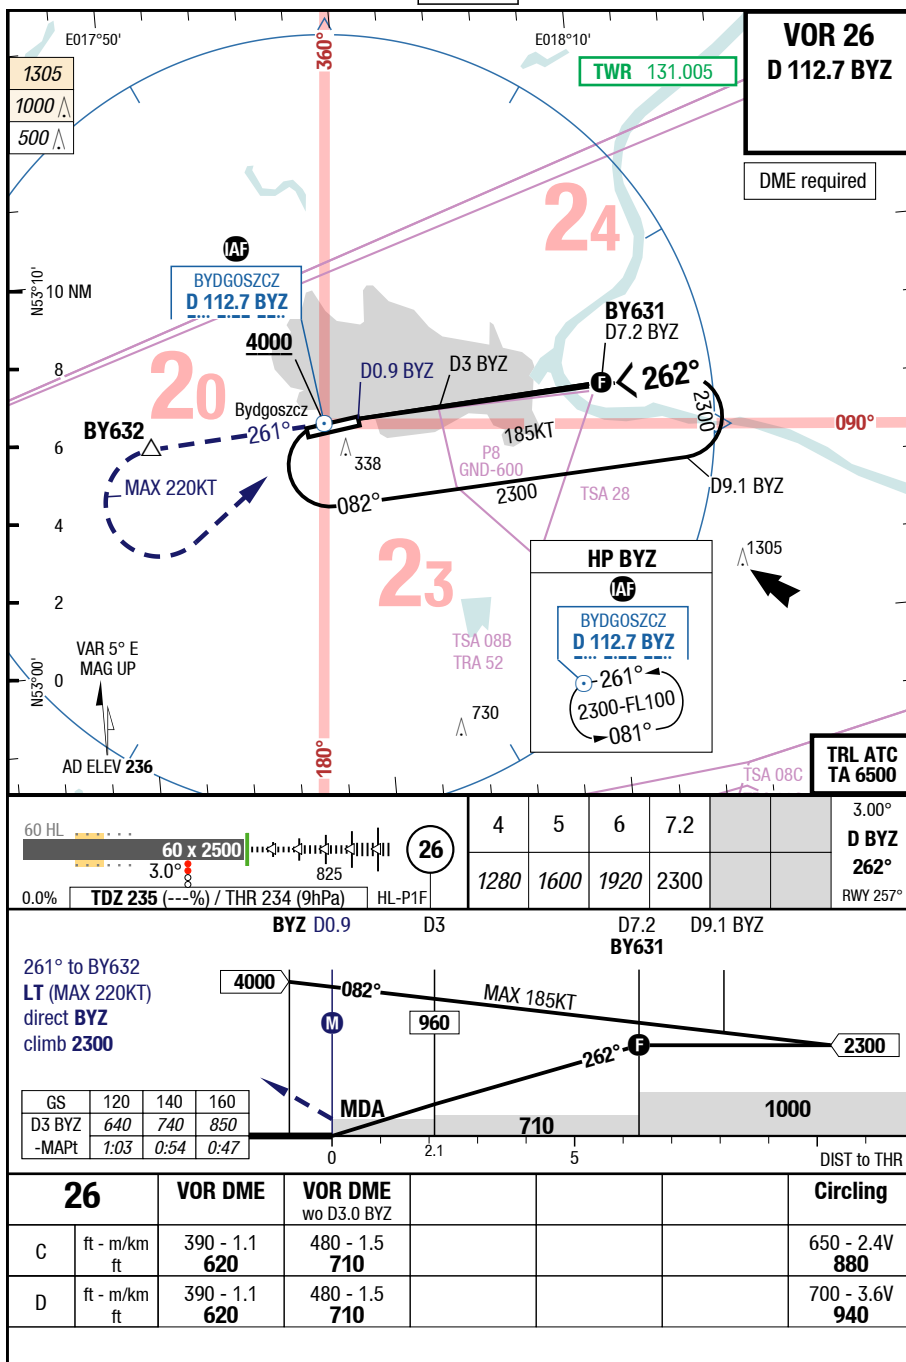 VOR 26
D 112.7 BYZ
DME required
E017°50'
360°
E018°10'
TWR 131.005
1305
1000
500
24
IAF
BYDGOSZCZ
D 112.7 BYZ
N53°10'
10 NM
4000
D0.9 BYZ
D3 BYZ
BY631
D7.2 BYZ
F
262°
8
20
Bydgoszcz
2300
BY632
261°
185KT
090°
6
338
P8
GND-600
MAX 220KT
082°
2300
TSA 28
D9.1 BYZ
4
23
HP BYZ
1305
IAF
BYDGOSZCZ
D 112.7 BYZ
2
TSA 08B
TRA 52
VAR 5° E
MAG UP
N53°00'
0
261°
2300-FL100
081°
730
180°
AD ELEV 236
TSA 08C
TRL ATC
TA 6500
60 HL
60 x 2500
3.0°
825
26
0.0%
TDZ 235 (---%) / THR 234 (9hPa)
HL-P1F
4 5 6 7.2
1280 1600 1920 2300
3.00°
D BYZ
262°
RWY 257°
BYZ D0.9 D3 D7.2 D9.1 BYZ
BY631
261° to BY632
LT (MAX 220KT)
direct BYZ
climb 2300
4000
082°
MAX 185KT
M
960
262°
F
2300
MDA
710
1000
GS 120 140 160
D3 BYZ 640 740 850
-MAPt 1:03 0:54 0:47
0 2.1 5 DIST to THR
26 VOR DME VOR DME Circling
wo D3.0 BYZ
C ft - m/km 390 - 1.1 480 - 1.5 650 - 2.4V
ft 620 710 880
D ft - m/km 390 - 1.1 480 - 1.5 700 - 3.6V
ft 620 710 940